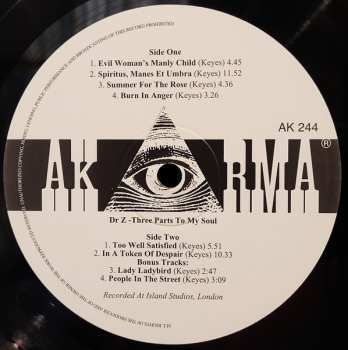 Side One
1. Evil Woman's Manly Child (Keyes) 4.45
2. Spiritus, Manes Et Umbra (Keyes) 11:52
3. Summer For The Rose (Keyes) 4.36
4. Burn In Anger (Keyes) 3.26
AK 244
AKARMA®
Dr Z -Three Parts To My Soul
Side Two
1. Too Well Satisfied (Keyes) 5.51
2. In A Token Of Despair (Keyes) 10.33
Bonus Tracks:
3. Lady Ladybird (Keyes) 2:47
4. People In The Street (Keyes) 3:09
Recorded At Island Studios, London